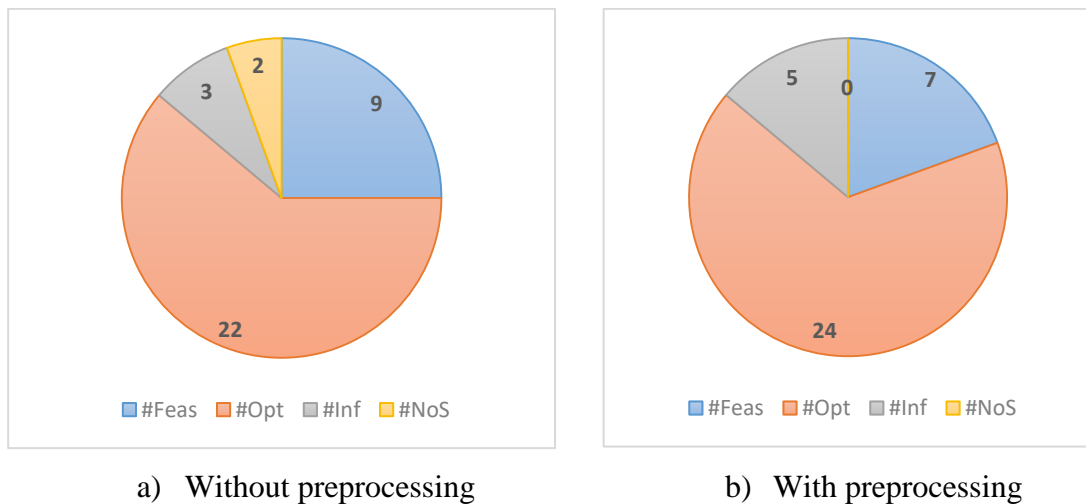 2
3
9
22
#Feas #Opt #Inf #NoS
a) Without preprocessing
5
0
7
24
#Feas #Opt #Inf #NoS
b) With preprocessing